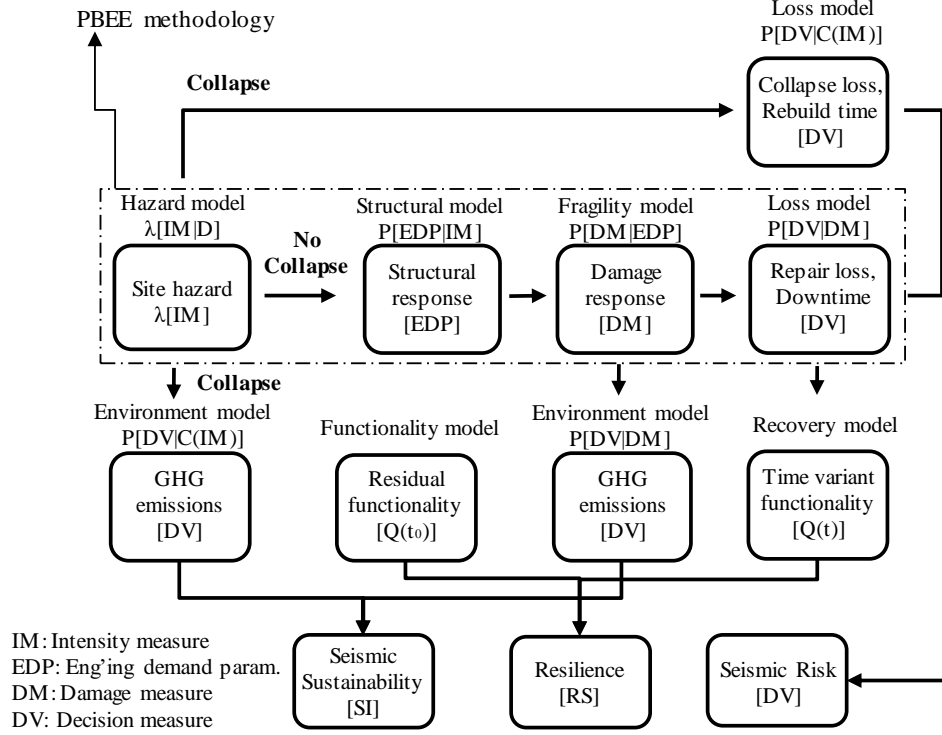 PBEE methodology
Loss model
P[DV|C(IM)]
Collapse
Collapse loss,
Rebuild time
[DV]
Hazard model
λ[IM|D]
Site hazard
λ[IM]
No
Collapse
Structural model
P[EDP|IM]
Structural
response
[EDP]
Fragility model
P[DM|EDP]
Damage
response
[DM]
Loss model
P[DV|DM]
Repair loss,
Downtime
[DV]
Collapse
Environment model
P[DV|C(IM)]
GHG
emissions
[DV]
Functionality model
Residual
functionality
[Q(t₀)]
Environment model
P[DV|DM]
GHG
emissions
[DV]
Recovery model
Time variant
functionality
[Q(t)]
IM: Intensity measure
EDP: Eng'ing demand param.
DM: Damage measure
DV: Decision measure
Seismic
Sustainability
[SI]
Resilience
[RS]
Seismic Risk
[DV]